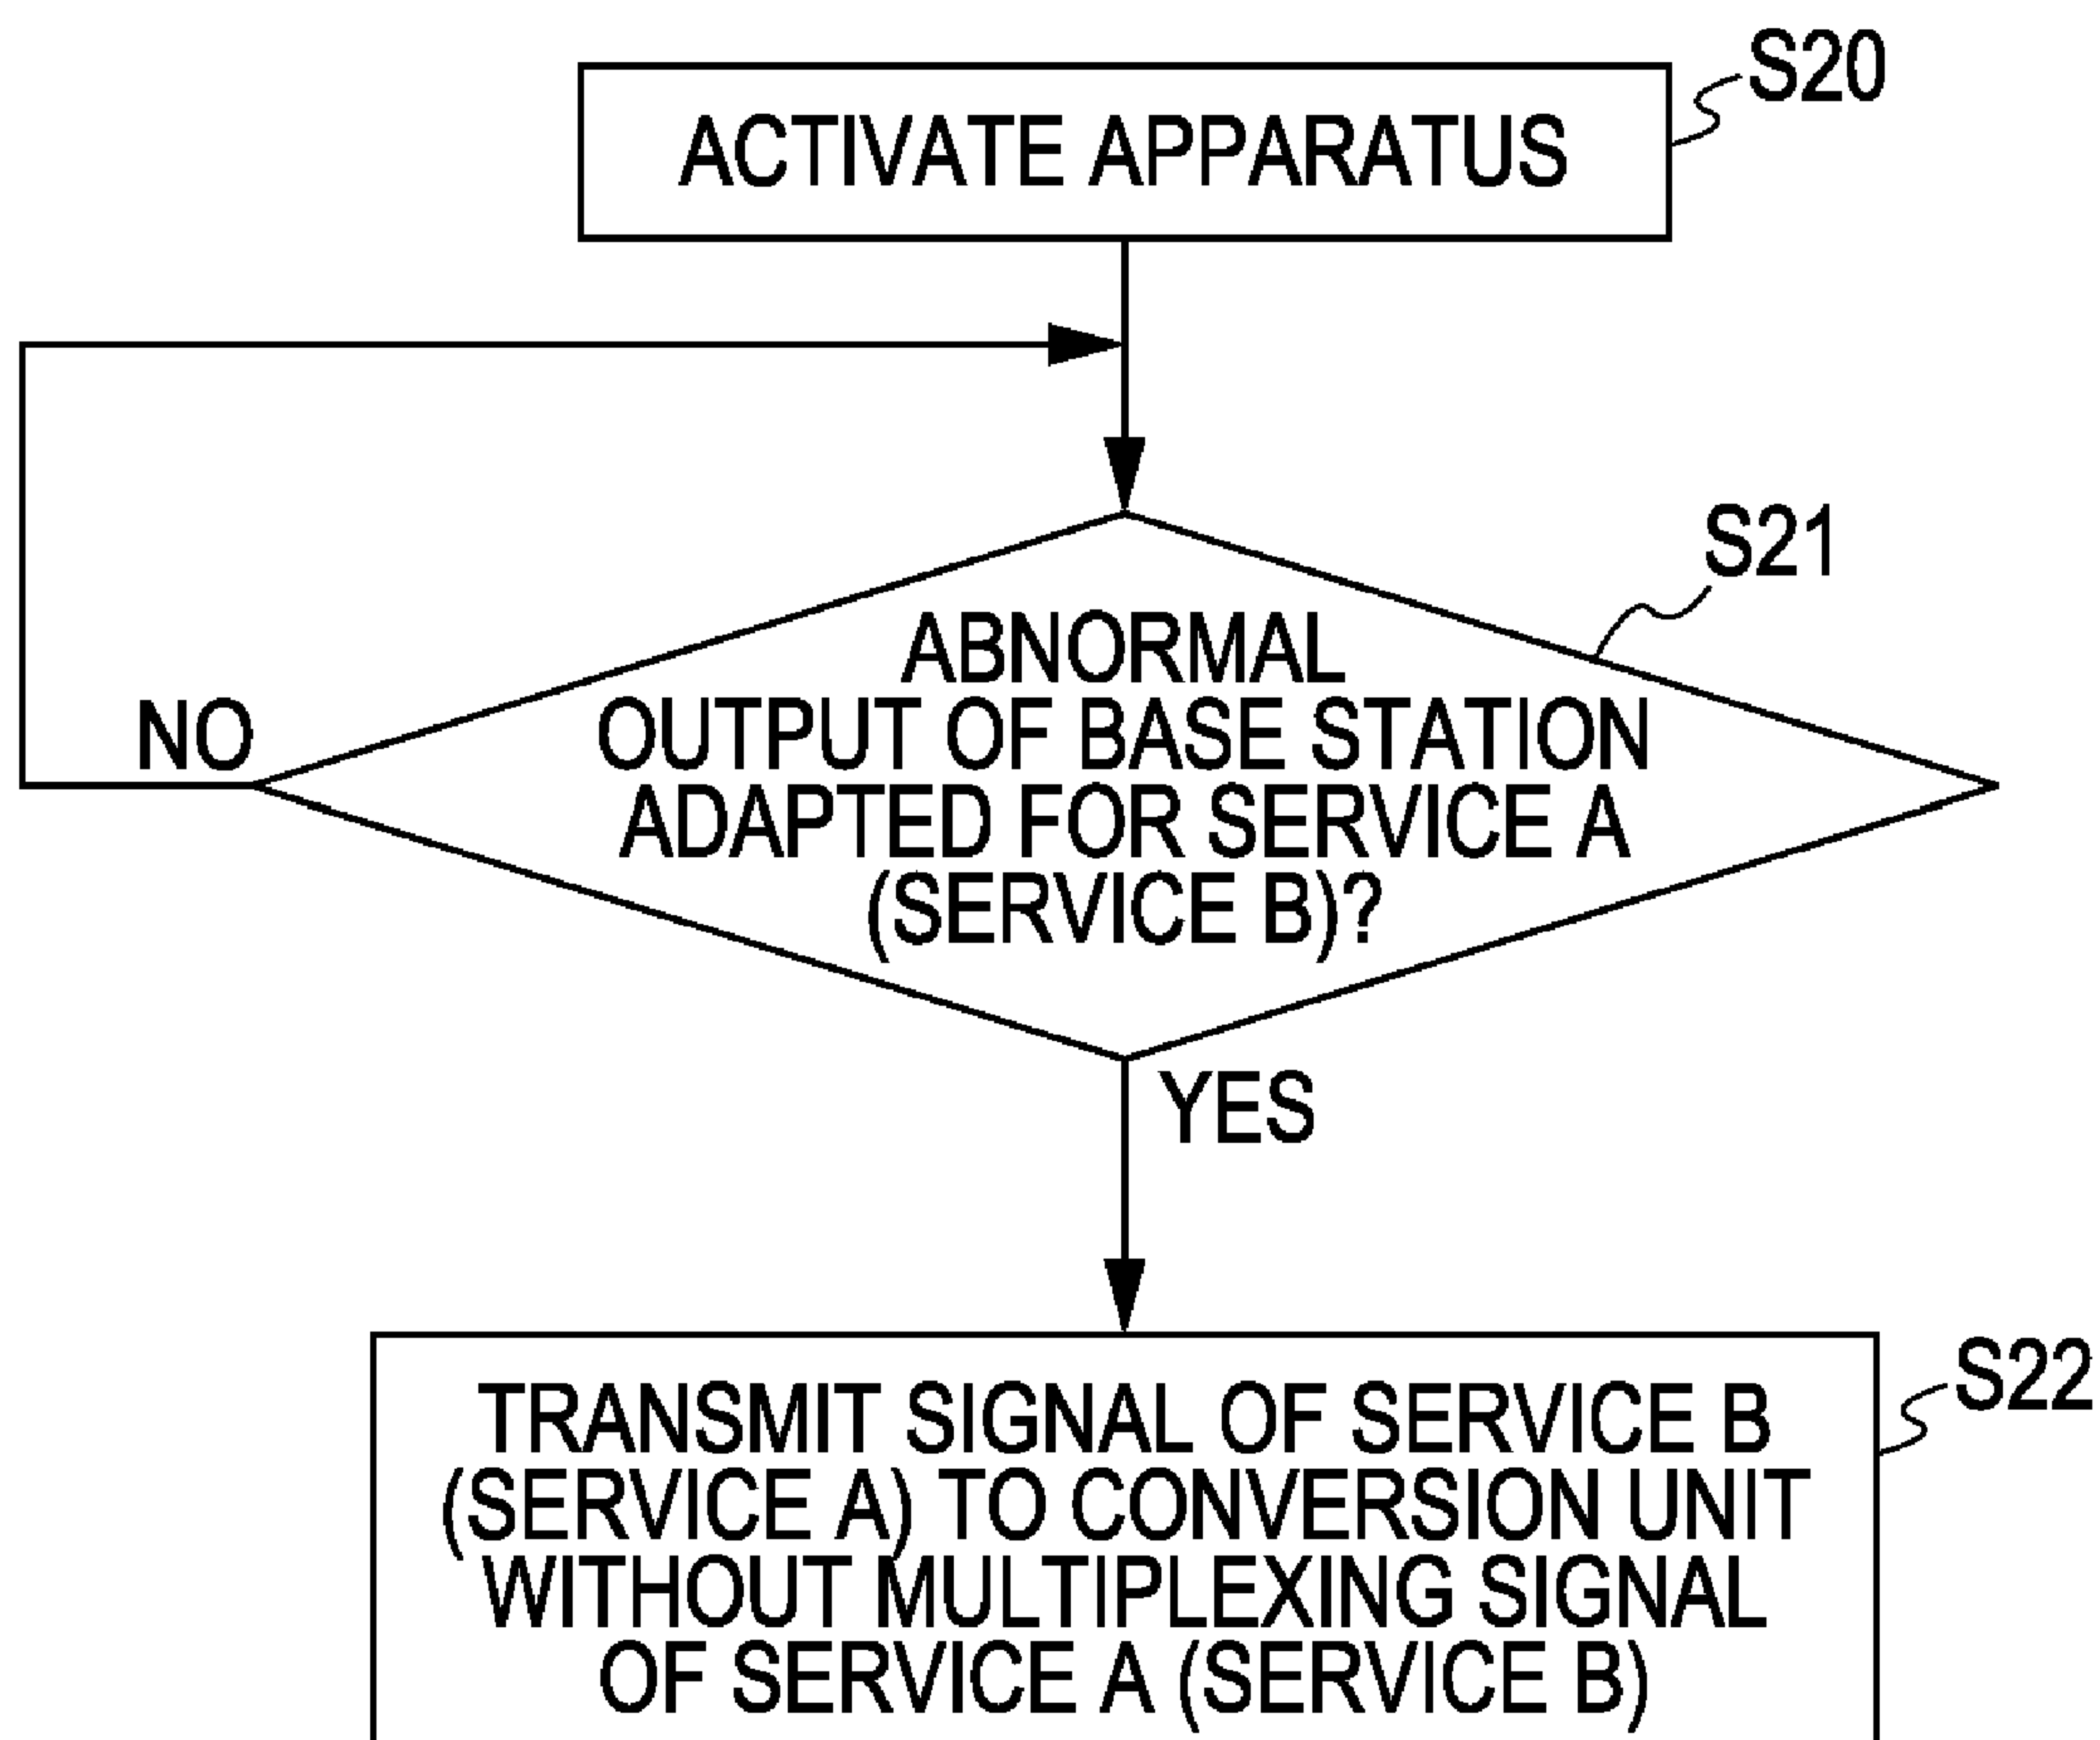 S20
ACTIVATE APPARATUS
S21
ABNORMAL
OUTPUT OF BASE STATION
ADAPTED FOR SERVICE A
(SERVICE B)?
NO
YES
S22
TRANSMIT SIGNAL OF SERVICE B
(SERVICE A) TO CONVERSION UNIT
WITHOUT MULTIPLEXING SIGNAL
OF SERVICE A (SERVICE B)